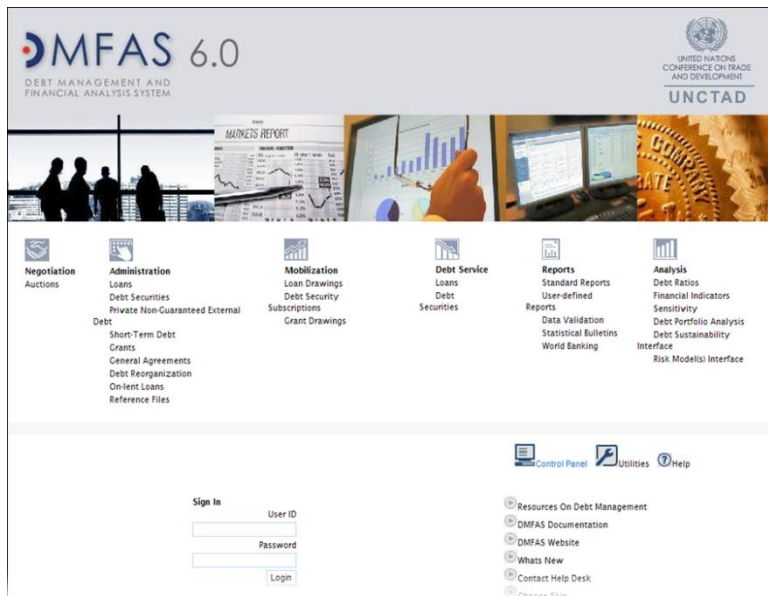 DMFAS 6.0
DEBT MANAGEMENT AND
FINANCIAL ANALYSIS SYSTEM
UNITED NATIONS
CONFERENCE ON TRADE
AND DEVELOPMENT
UNCTAD
MARKETS REPORT
COMPANY
Negotiation
Auctions
Administration
Loans
Debt Securities
Private Non-Guaranteed External
Debt
Short-Term Debt
Grants
General Agreements
Debt Reorganization
On-lent Loans
Reference Files
Mobilization
Loan Drawings
Debt Security
Subscriptions
Grant Drawings
Debt Service
Loans
Debt
Securities
Reports
Standard Reports
User-defined
Reports
Data Validation
Statistical Bulletins
World Banking
Analysis
Debt Ratios
Financial Indicators
Sensitivity
Debt Portfolio Analysis
Debt Sustainability
Interface
Risk Model(s) Interface
Control Panel Utilities Help
Sign In
User ID
Password
Login
Resources On Debt Management
DMFAS Documentation
DMFAS Website
Whats New
Contact Help Desk
Change Skin